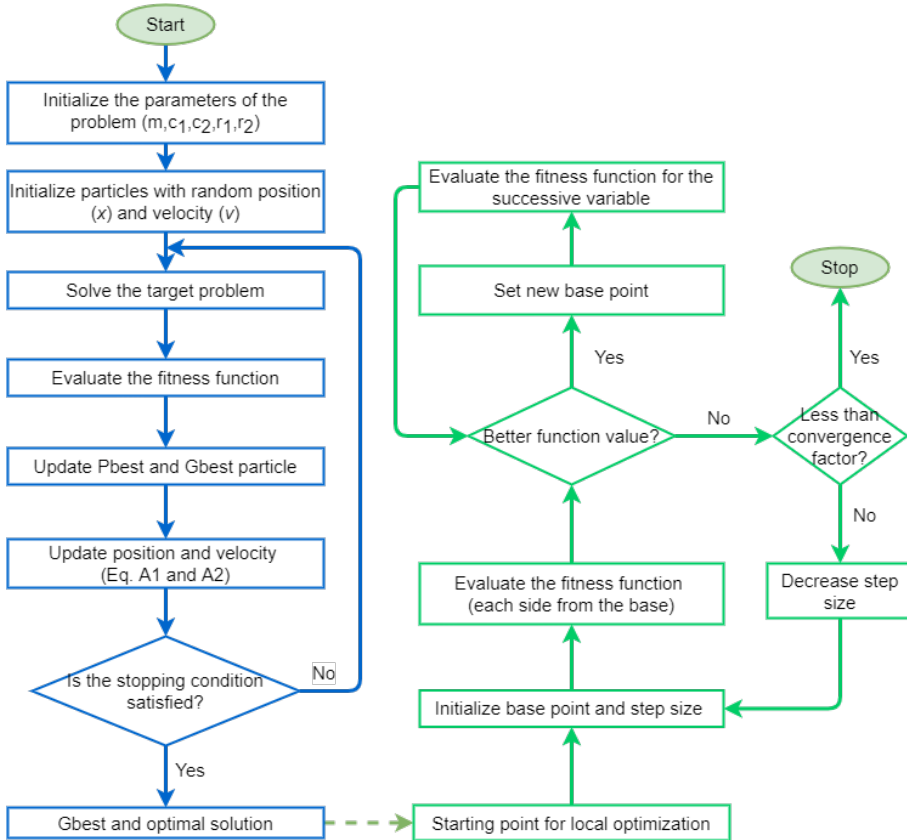 Start
Initialize the parameters of the
problem (m,c1,c2,r1,r2)
Initialize particles with random position
(x) and velocity (v)
Solve the target problem
Evaluate the fitness function
Update Pbest and Gbest particle
Update position and velocity
(Eq. A1 and A2)
Is the stopping condition
satisfied?
No
Yes
Gbest and optimal solution
Starting point for local optimization
Initialize base point and step size
Evaluate the fitness function
(each side from the base)
Better function value?
Yes
Set new base point
Evaluate the fitness function for the
successive variable
No
Less than
convergence
factor?
Yes
Stop
No
Decrease step
size